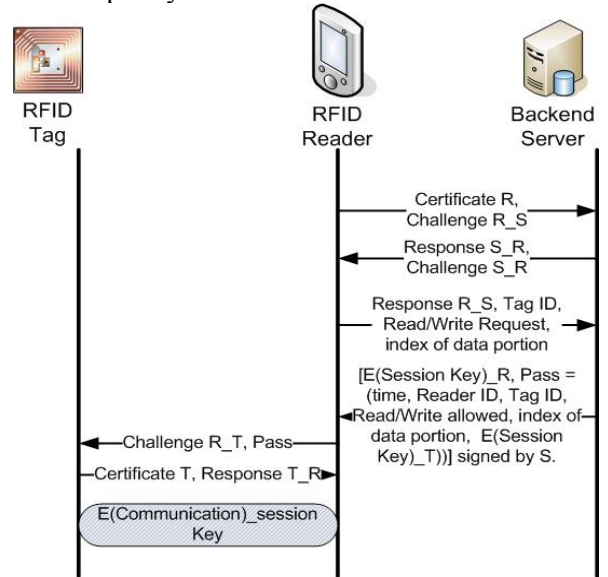 RFID
Tag
RFID
Reader
Backend
Server
Certificate R,
Challenge R_S
Response S_R,
Challenge S_R
Response R_S, Tag ID,
Read/Write Request,
index of data portion
[E(Session Key)_R, Pass =
(time, Reader ID, Tag ID,
Read/Write allowed, index of
data portion, E(Session
Key)_T))] signed by S.
Challenge R_T, Pass
Certificate T, Response T_R
E(Communication)_session
Key